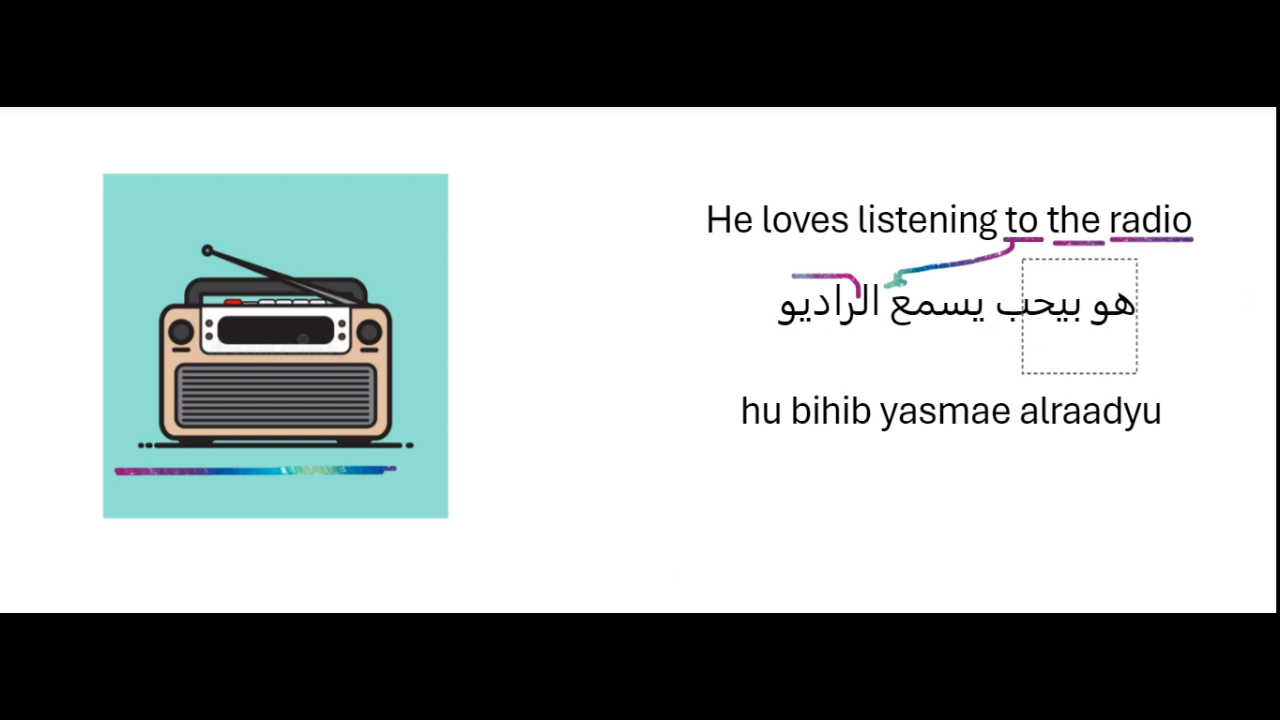 He loves listening to the radio
هو بيحب يسمع الراديو
hu bihib yasmae alraadyu